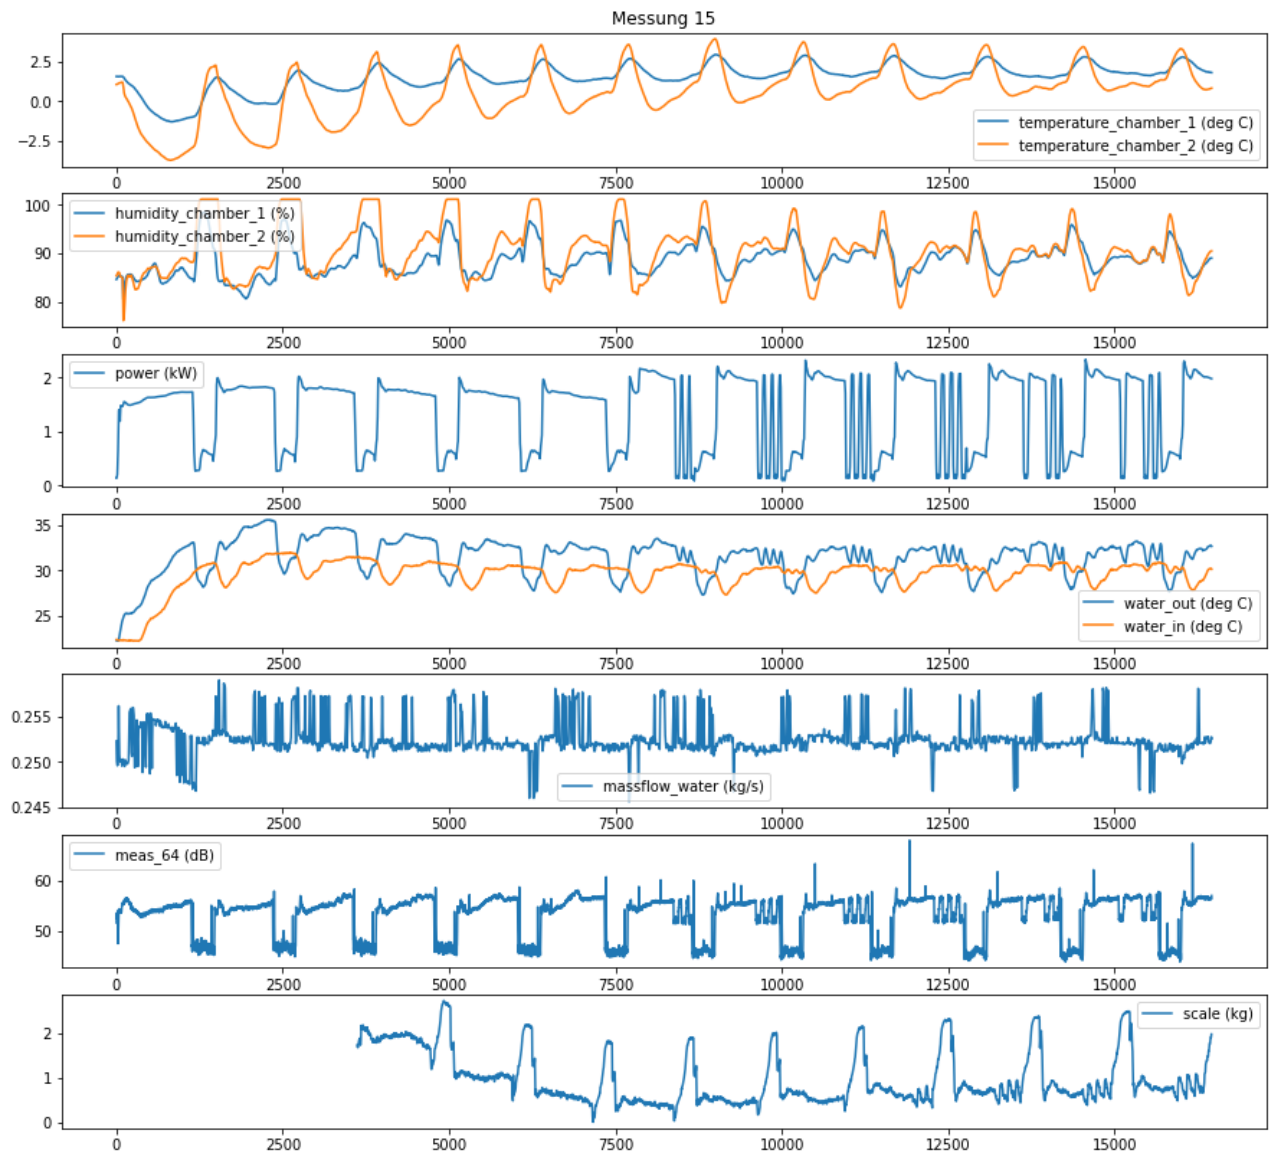 Messung 15
2.5
0.0
−2.5
temperature_chamber_1 (deg C)
temperature_chamber_2 (deg C)
0 2500 5000 7500 10000 12500 15000
100
90
80
humidity_chamber_1 (%)
humidity_chamber_2 (%)
0 2500 5000 7500 10000 12500 15000
2
1
0
power (kW)
0 2500 5000 7500 10000 12500 15000
35
30
25
water_out (deg C)
water_in (deg C)
0 2500 5000 7500 10000 12500 15000
0.255
0.250
0.245
massflow_water (kg/s)
0 2500 5000 7500 10000 12500 15000
60
50
meas_64 (dB)
0 2500 5000 7500 10000 12500 15000
2
1
0
scale (kg)
0 2500 5000 7500 10000 12500 15000